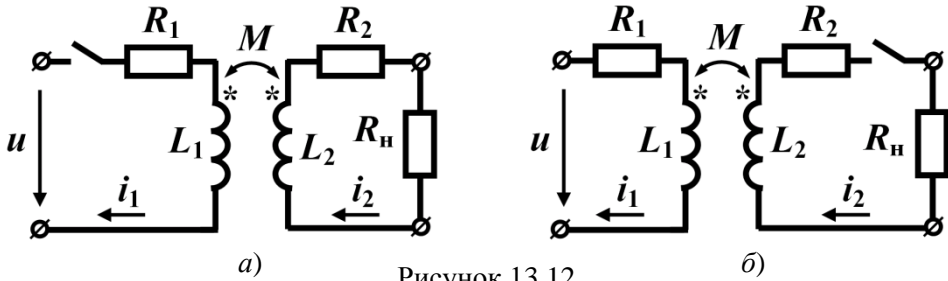 R1 M R2
* *
u L1 L2 Rн
i1 i2
а)
R1 M R2
* *
u L1 L2 Rн
i1 i2
б)
Рисунок 13.12